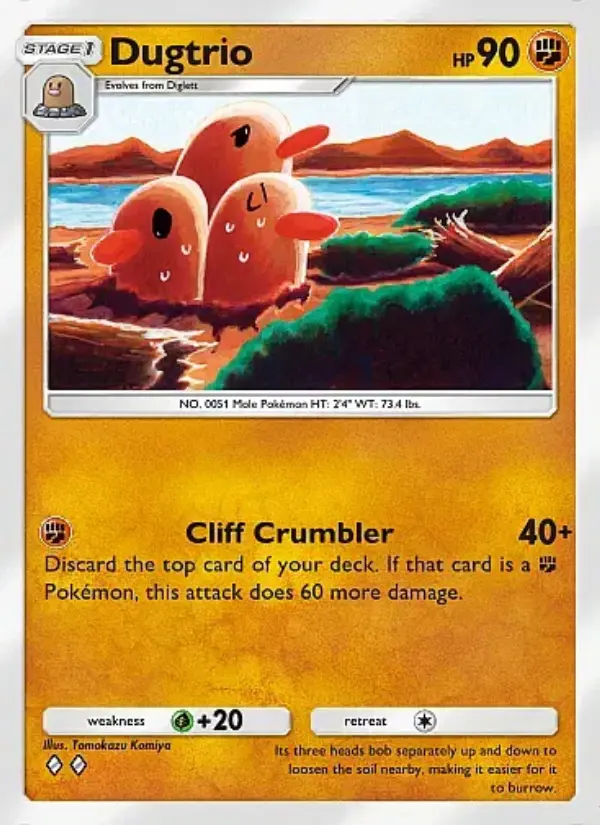 STAGE 1 Dugtrio HP 90
Evolves from Diglett
NO. 0051 Mole Pokémon HT: 2'4" WT: 73.4 lbs.
Cliff Crumbler 40+
Discard the top card of your deck. If that card is a
Pokémon, this attack does 60 more damage.
weakness +20 retreat
Illus. Tomokazu Komiya
Its three heads bob separately up and down to
loosen the soil nearby, making it easier for it
to burrow.